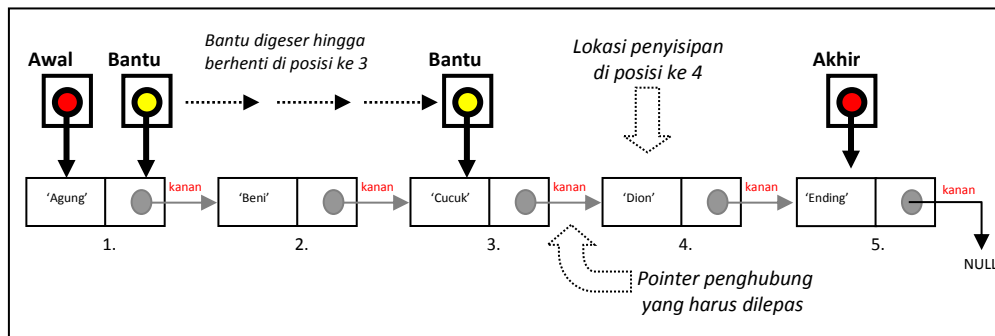 Bantu digeser hingga
berhenti di posisi ke 3
Lokasi penyisipan
di posisi ke 4
Awal
Bantu
Bantu
Akhir
'Agung'
kanan
'Beni'
kanan
'Cucuk'
kanan
'Dion'
kanan
'Ending'
kanan
1.
2.
3.
4.
5.
NULL
Pointer penghubung
yang harus dilepas